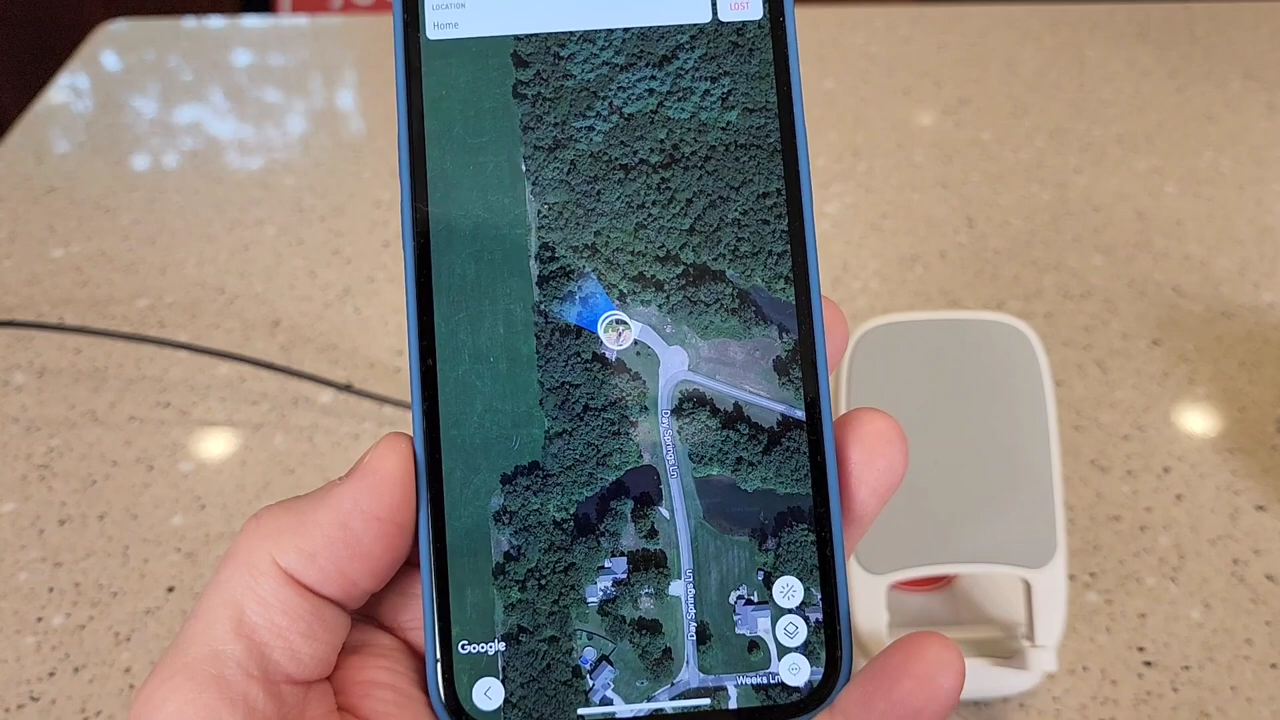 LOCATION
LOST
Home
Day Springs Ln
Day Springs Ln
Google
Weeks Ln